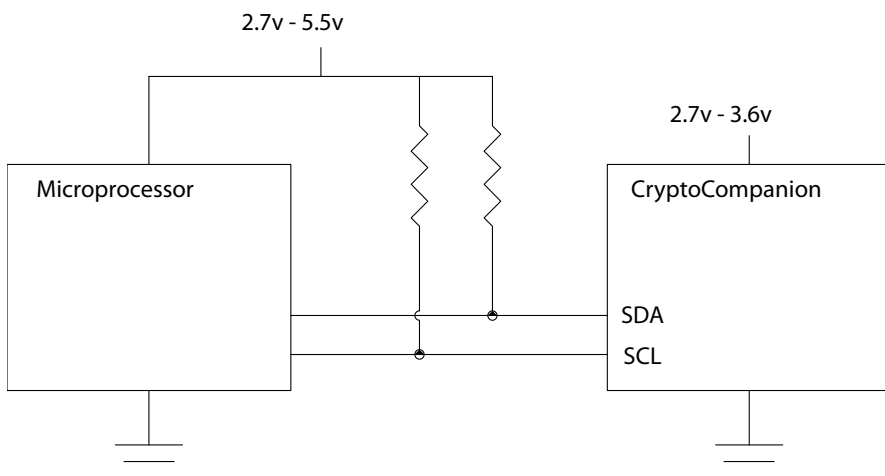 2.7v - 5.5v
2.7v - 3.6v
Microprocessor
CryptoCompanion
SDA
SCL